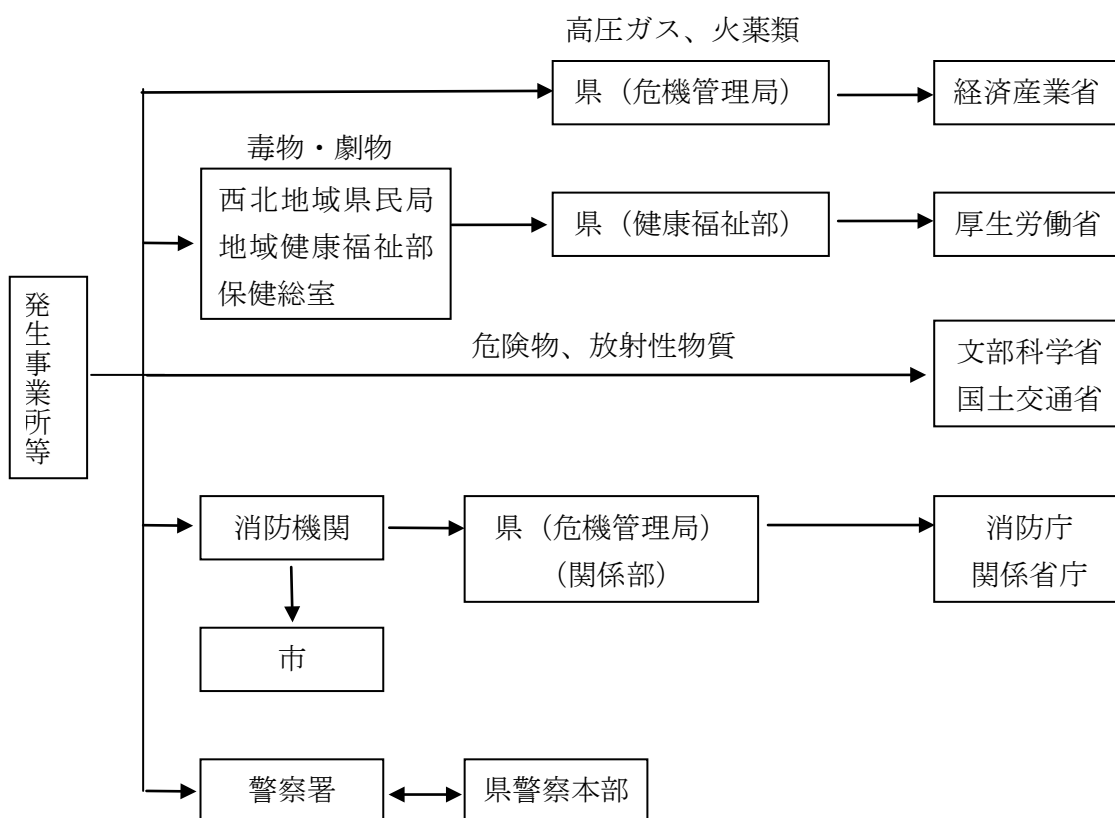 高圧ガス、火薬類
県（危機管理局）
経済産業省
毒物・劇物
西北地域県民局
地域健康福祉部
保健総室
県（健康福祉部）
厚生労働省
発生事業所等
危険物、放射性物質
文部科学省
国土交通省
消防機関
県（危機管理局）
（関係部）
消防庁
関係省庁
市
警察署
県警察本部